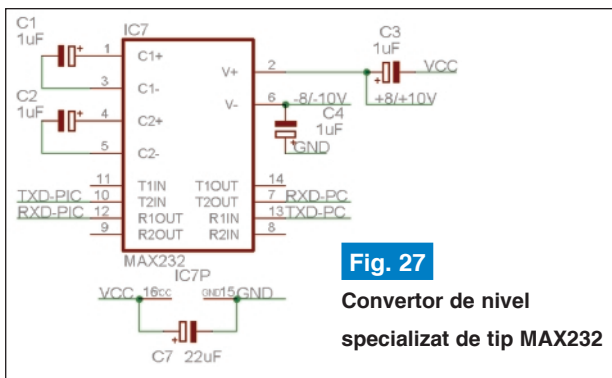 C1
1uF
IC7
C3
1uF
VCC
1
C1+
V+
2
3
C1-
V-
6
-8/-10V
+8/+10V
C2
1uF
4
C2+
C4
1uF
GND
5
C2-
11
T1IN
T1OUT
14
TXD-PIC
10
T2IN
T2OUT
7
RXD-PC
RXD-PIC
12
R1OUT
R1IN
13
TXD-PC
9
R2OUT
R2IN
8
MAX232
IC7P
VCC
16
VCC
GND
15
GND
C7
22uF
Fig. 27
Convertor de nivel
specializat de tip MAX232